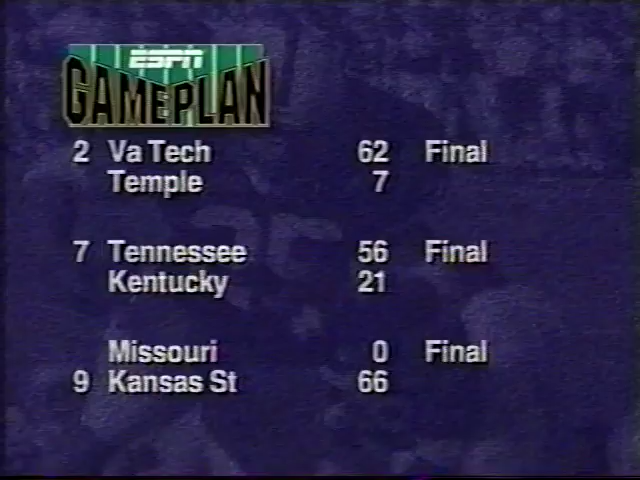 ESPN
GAMEPLAN
2 Va Tech 62 Final
Temple 7
7 Tennessee 56 Final
Kentucky 21
Missouri 0 Final
9 Kansas St 66